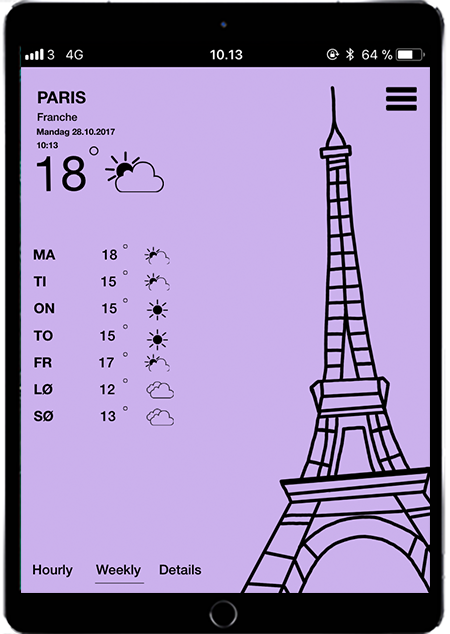 3 4G 10.13 64 %
PARIS
Franche
Mandag 28.10.2017
10:13
18°
MA 18°
TI 15°
ON 15°
TO 15°
FR 17°
LØ 12°
SØ 13°
Hourly Weekly Details